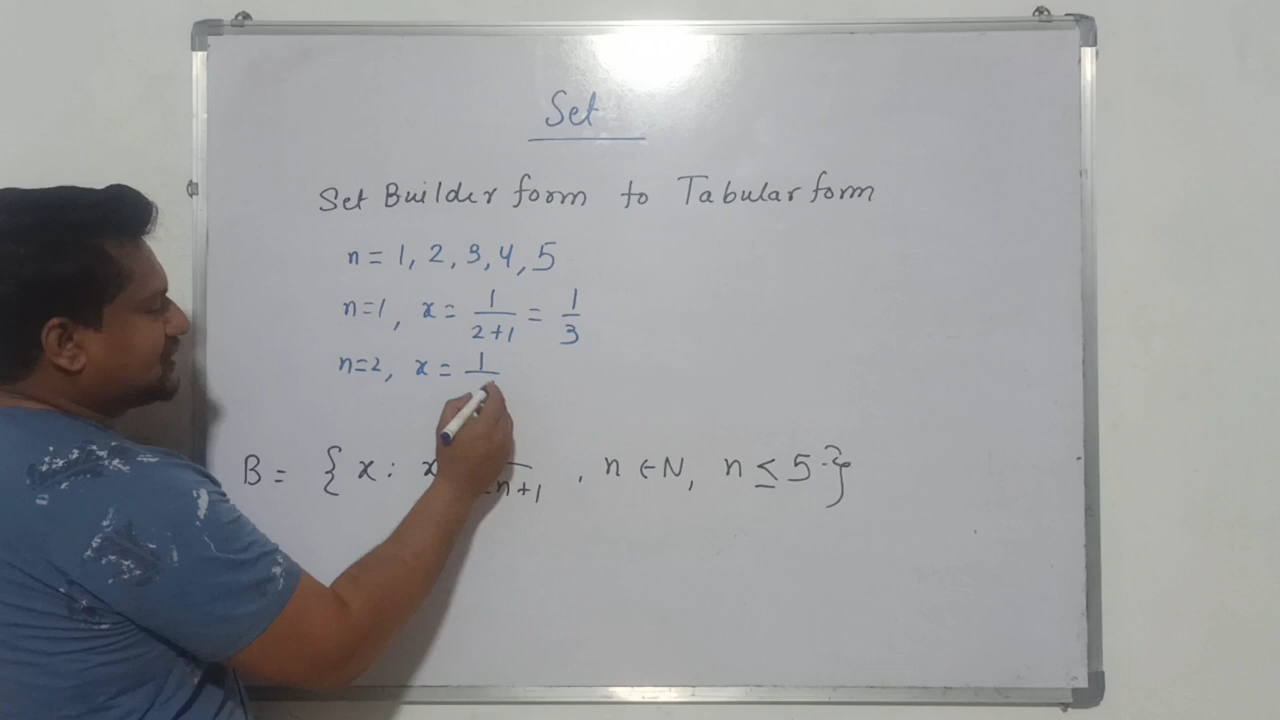 Set
Set Builder form to Tabular form
n = 1, 2, 3, 4, 5
n=1, x = 1/(2+1) = 1/3
n=2, x = 1/
B = { x : x n+1 , n ∈ N, n ≤ 5 }